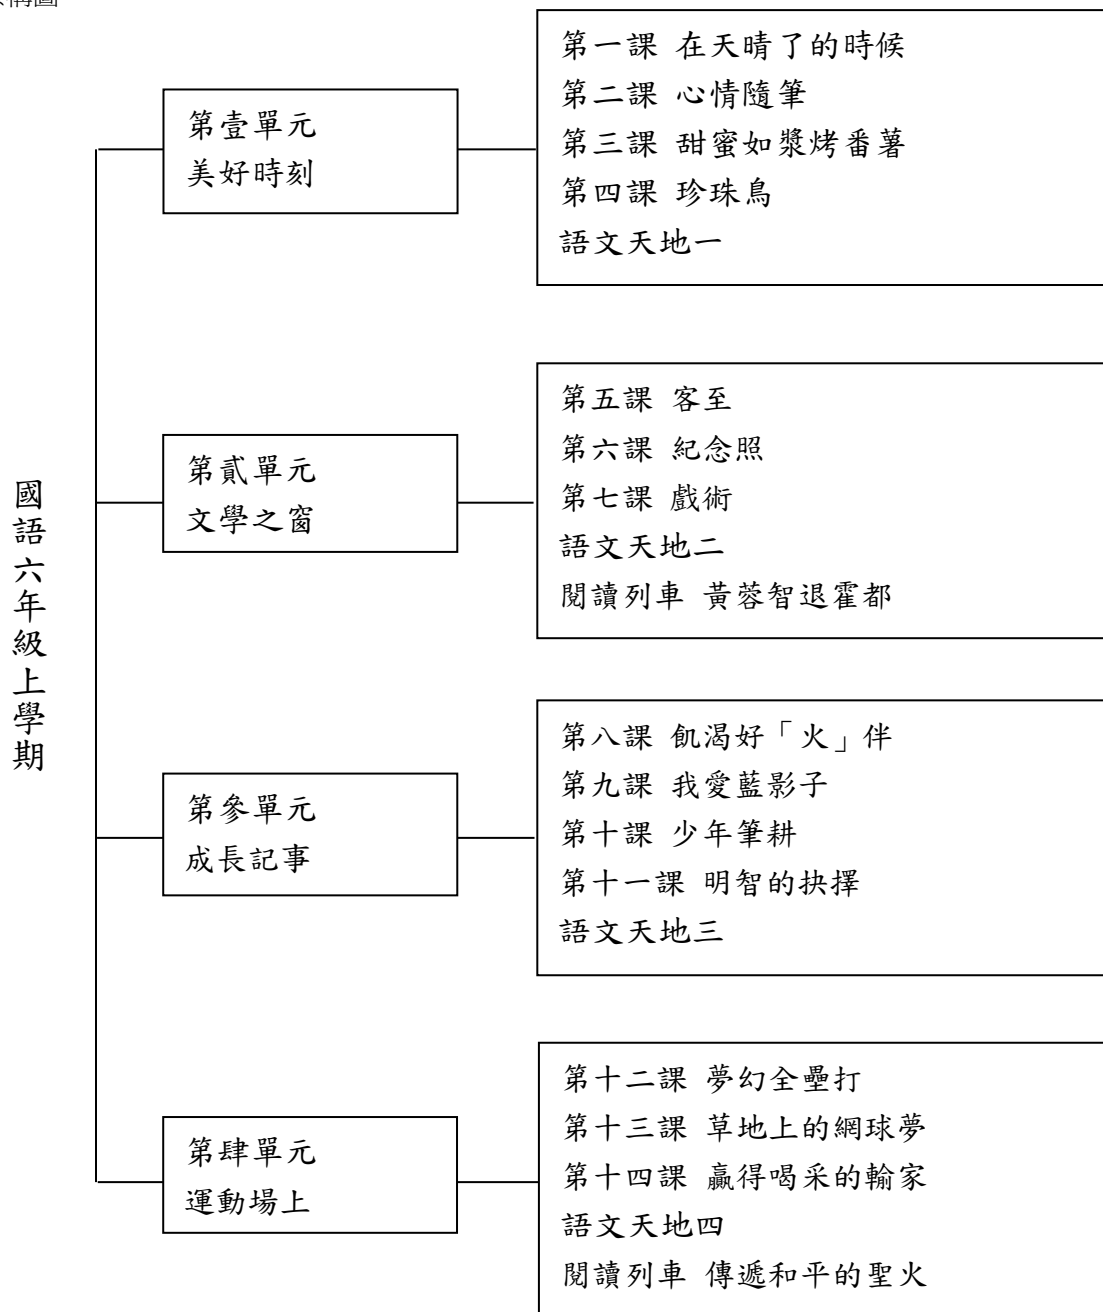 構圖
國語六年級上學期
第壹單元
美好時刻
第一課 在天晴了的時候
第二課 心情隨筆
第三課 甜蜜如漿烤番薯
第四課 珍珠鳥
語文天地一
第貳單元
文學之窗
第五課 客至
第六課 紀念照
第七課 戲術
語文天地二
閱讀列車 黃蓉智退霍都
第參單元
成長記事
第八課 飢渴好「火」伴
第九課 我愛藍影子
第十課 少年筆耕
第十一課 明智的抉擇
語文天地三
第肆單元
運動場上
第十二課 夢幻全壘打
第十三課 草地上的網球夢
第十四課 贏得喝采的輸家
語文天地四
閱讀列車 傳遞和平的聖火